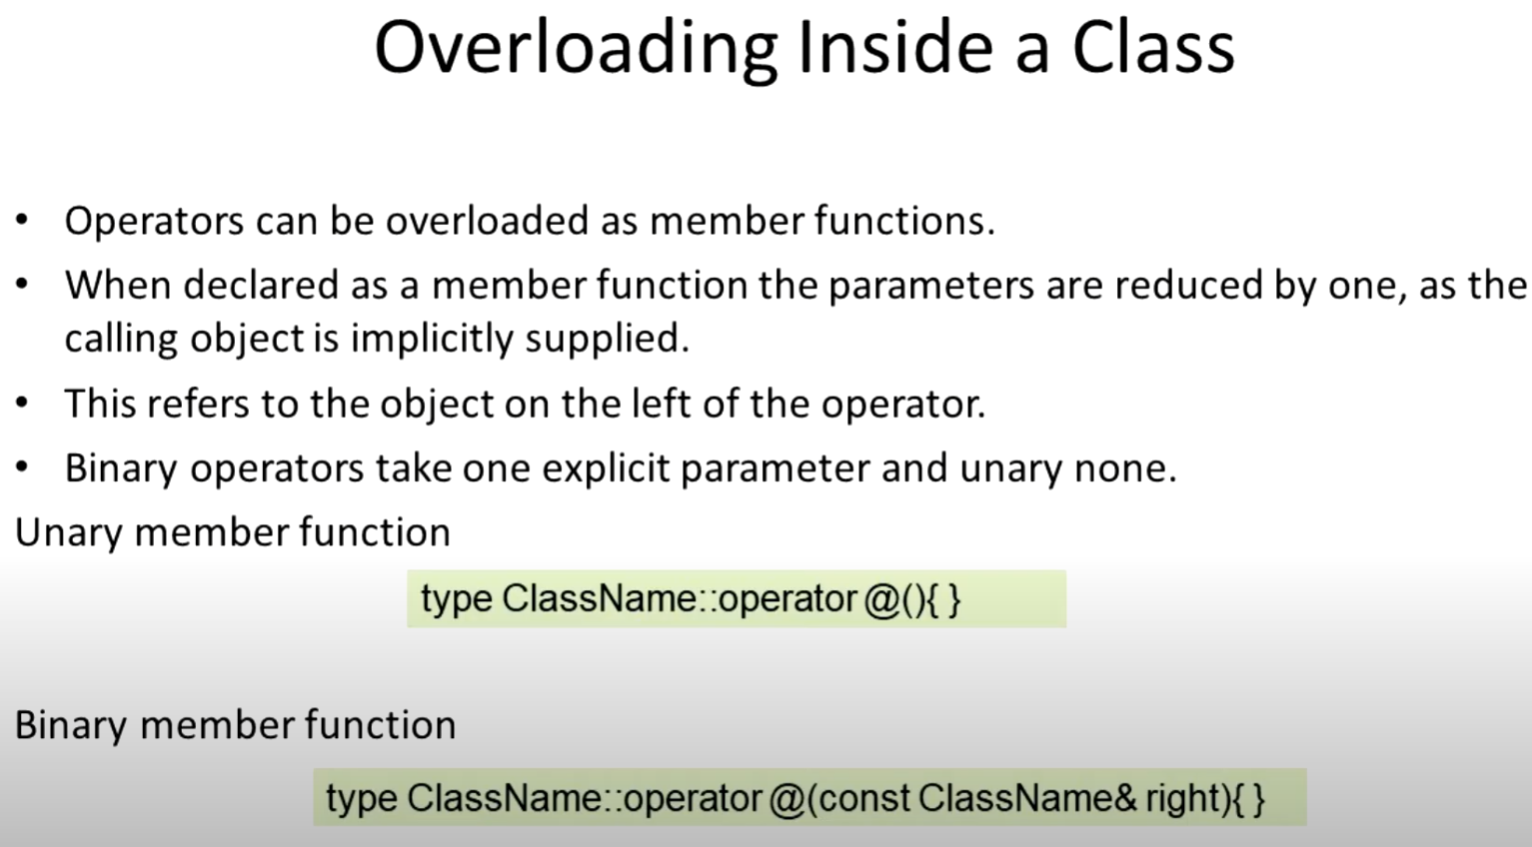 Overloading Inside a Class
• Operators can be overloaded as member functions.
• When declared as a member function the parameters are reduced by one, as the
calling object is implicitly supplied.
• This refers to the object on the left of the operator.
• Binary operators take one explicit parameter and unary none.
Unary member function
type ClassName::operator @(){ }
Binary member function
type ClassName::operator @(const ClassName& right){ }